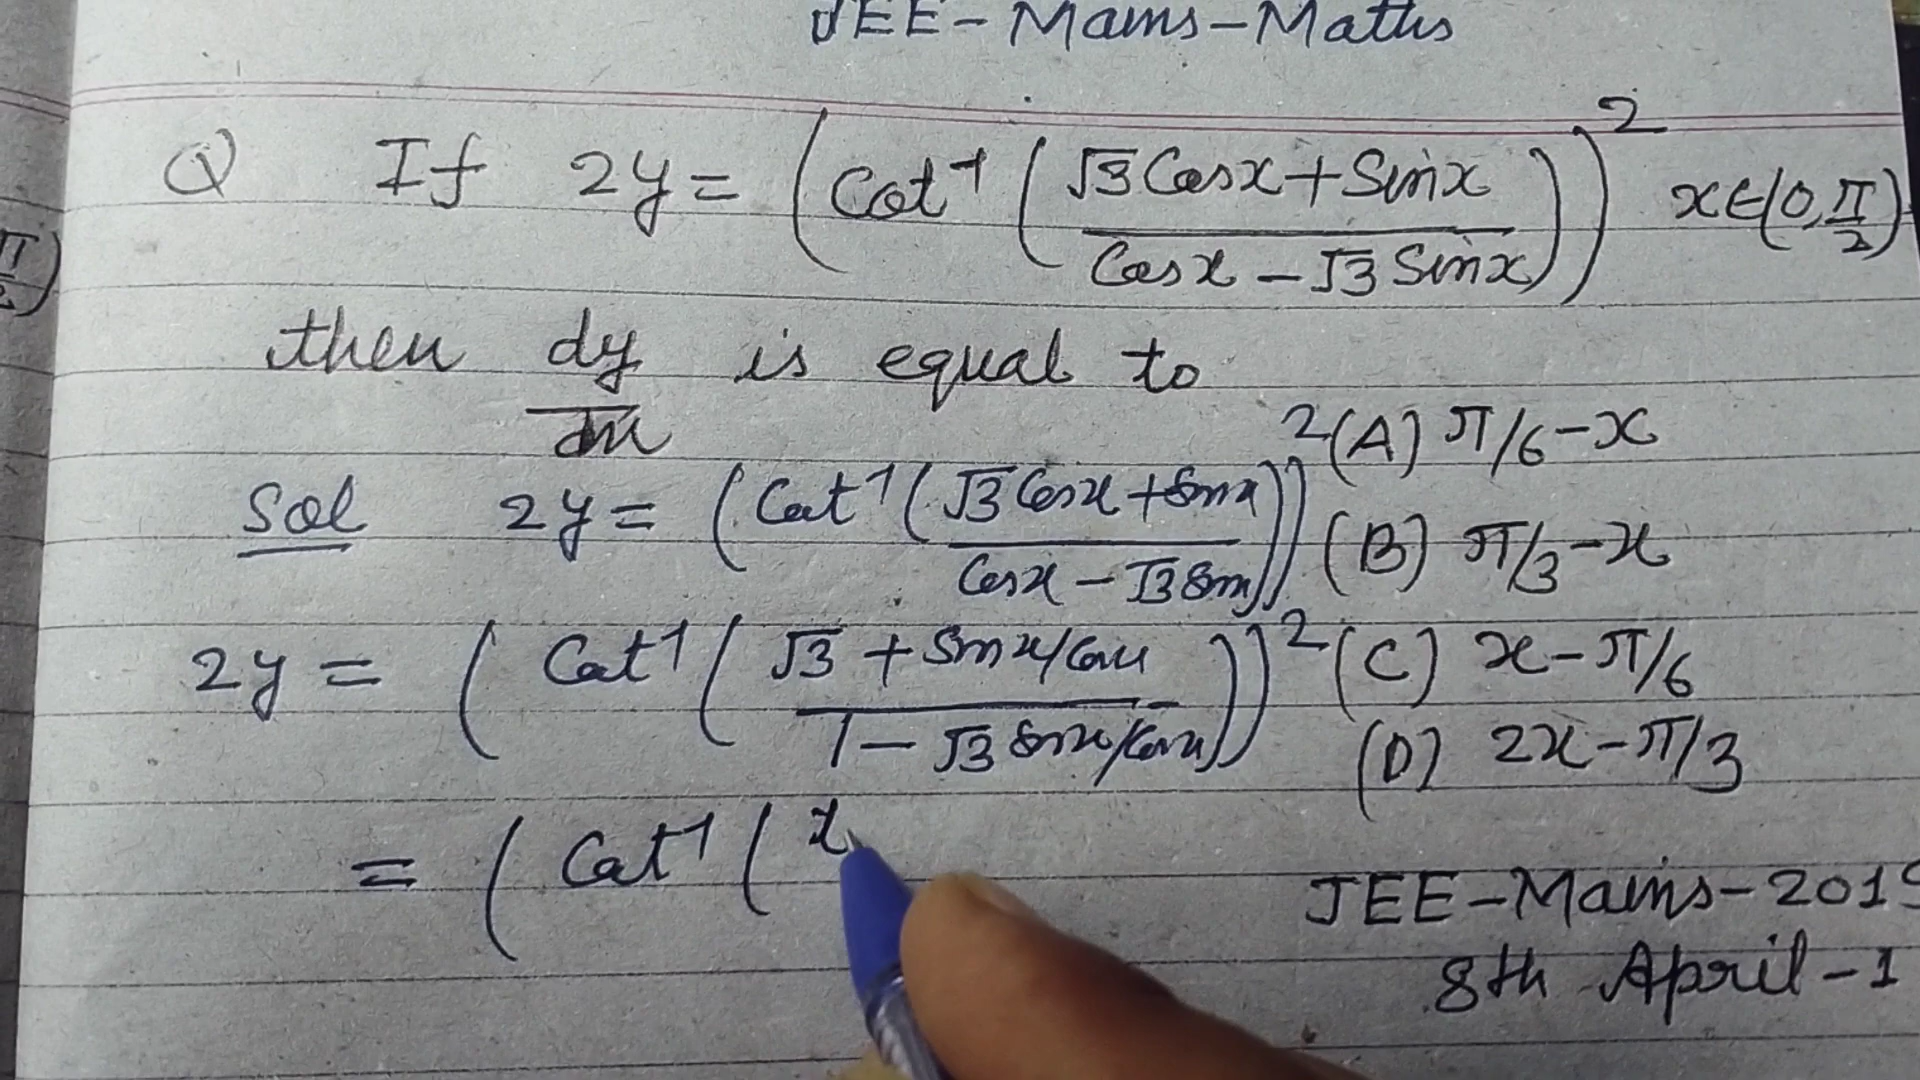 JEE - Mains - Maths
Q If 2y = (Cot⁻¹ ((√3 Cosx + Sinx)/(Cosx - √3 Sinx)))² x∈(0, π/2)
then dy/dx is equal to
(A) π/6 - x
Sol 2y = (Cot⁻¹ ((√3 Cosx + Sinx)/(Cosx - √3 Sinx)))²
(B) π/3 - x
2y = (Cot⁻¹ ((√3 + Sinx/Cosx)/(1 - √3 Sinx/Cosx)))²
(C) x - π/6
(D) 2x - π/3
= (Cot⁻¹ (
JEE - Mains - 2019
8th April - 1